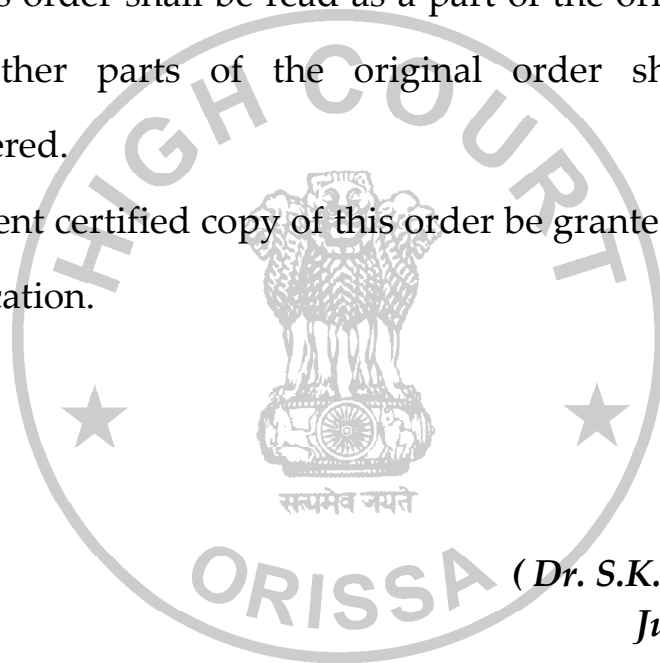 s order shall be read as a part of the ori
ther parts of the original order sh
ered.
ent certified copy of this order be grante
cation.
HIGH COURT
सत्यमेव जयते
ORISSA
( Dr. S.K.
Ju